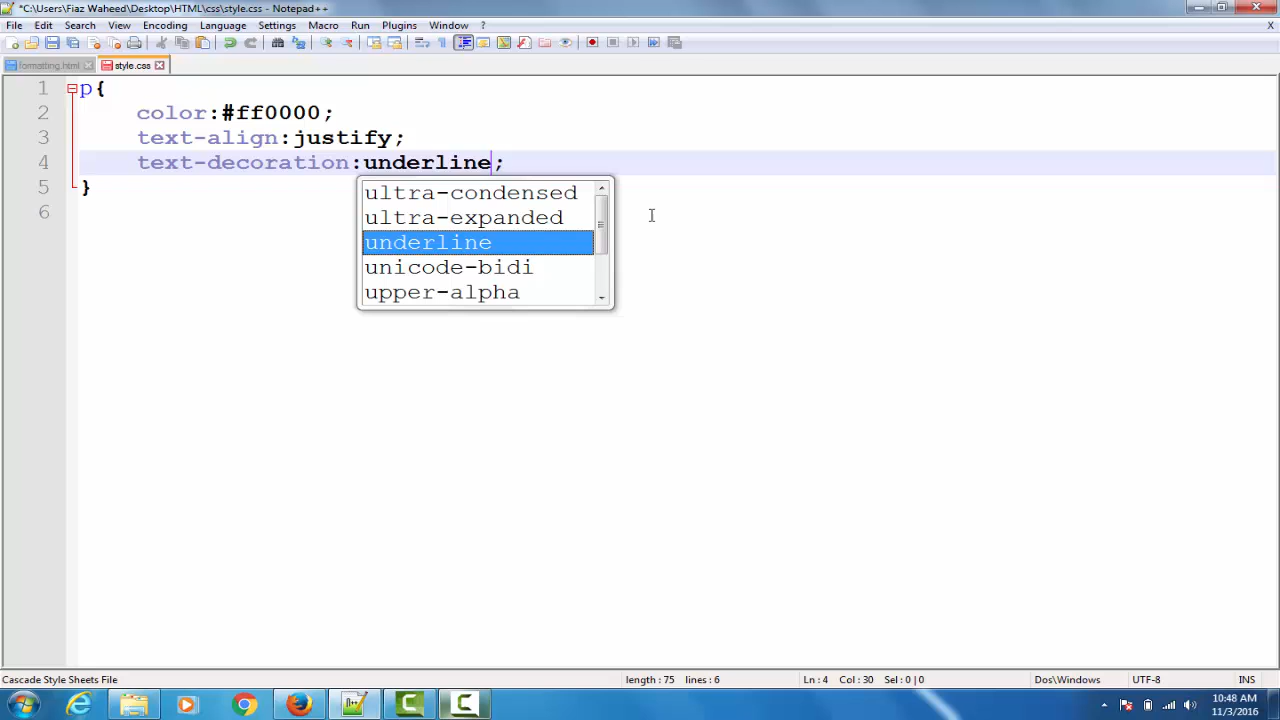 *C:\Users\Fiaz Waheed\Desktop\HTML\css\style.css - Notepad++
File Edit Search View Encoding Language Settings Macro Run Plugins Window ? X
formatting.html style.css
1 p{
2 color:#ff0000;
3 text-align:justify;
4 text-decoration:underline;
5 }
6
ultra-condensed
ultra-expanded
underline
unicode-bidi
upper-alpha
Cascade Style Sheets File length : 75 lines : 6 Ln : 4 Col : 30 Sel : 0 | 0 Dos\Windows UTF-8 INS
10:48 AM
11/3/2016